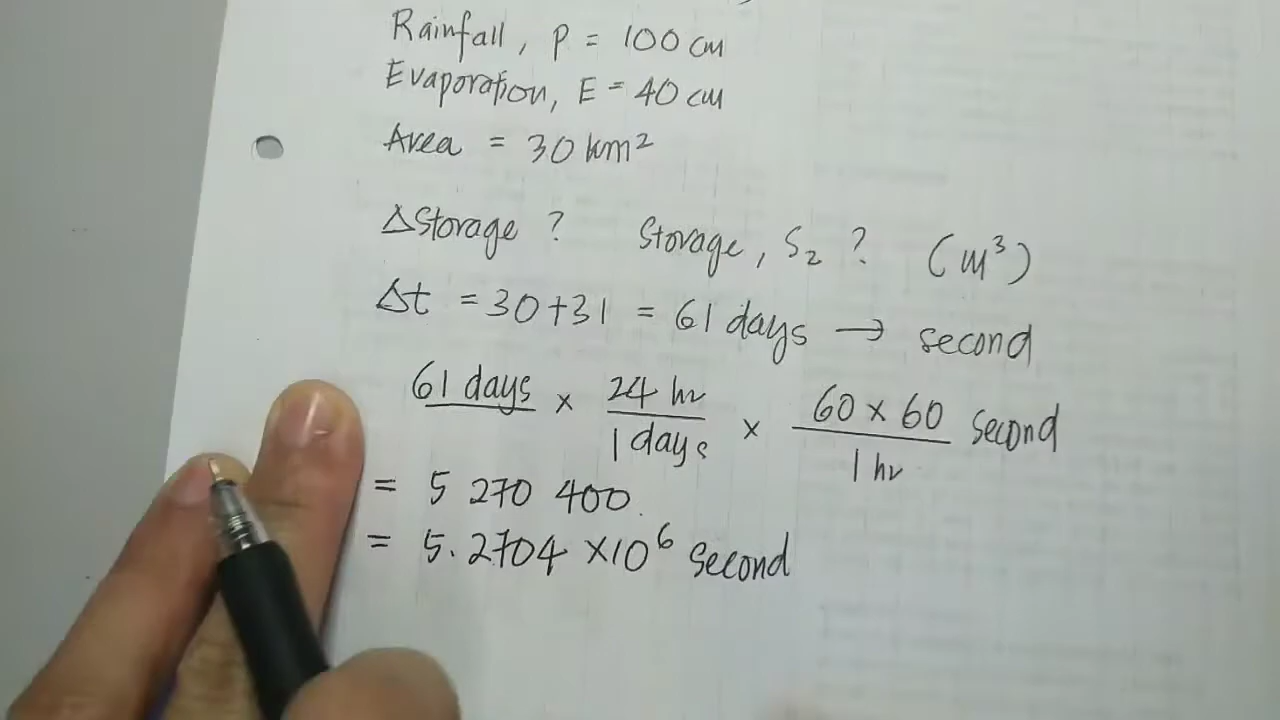 Rainfall, P = 100 cm
Evaporation, E = 40 cm
Area = 30 km²
ΔStorage ? Storage, S₂ ? (m³)
Δt = 30+31 = 61 days → second
61 days × 24 hr / 1 days × 60 × 60 second / 1 hr
= 5 270 400.
= 5.2704 ×10⁶ second